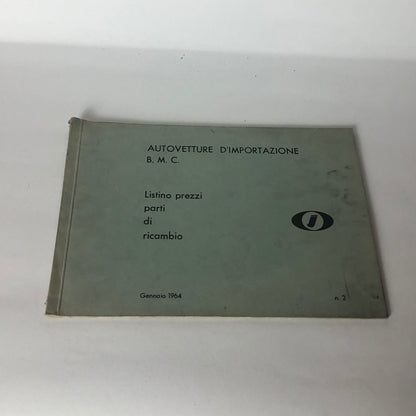 AUTOVETTURE D'IMPORTAZIONE
B. M. C.
Listino prezzi
parti
di
ricambio
J
Gennaio 1964
n. 2